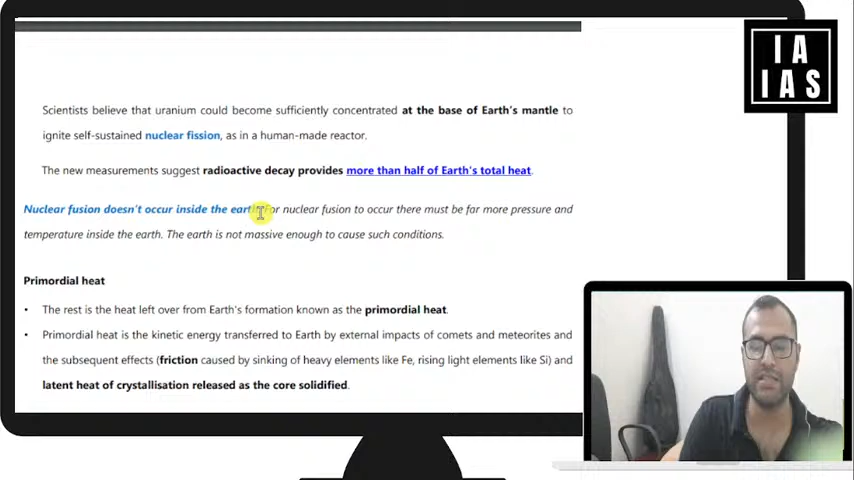 IA
IAS
Scientists believe that uranium could become sufficiently concentrated at the base of Earth's mantle to
ignite self-sustained nuclear fission, as in a human-made reactor.
The new measurements suggest radioactive decay provides more than half of Earth's total heat.
Nuclear fusion doesn't occur inside the earth. For nuclear fusion to occur there must be far more pressure and
temperature inside the earth. The earth is not massive enough to cause such conditions.
Primordial heat
• The rest is the heat left over from Earth's formation known as the primordial heat.
• Primordial heat is the kinetic energy transferred to Earth by external impacts of comets and meteorites and
the subsequent effects (friction caused by sinking of heavy elements like Fe, rising light elements like Si) and
latent heat of crystallisation released as the core solidified.